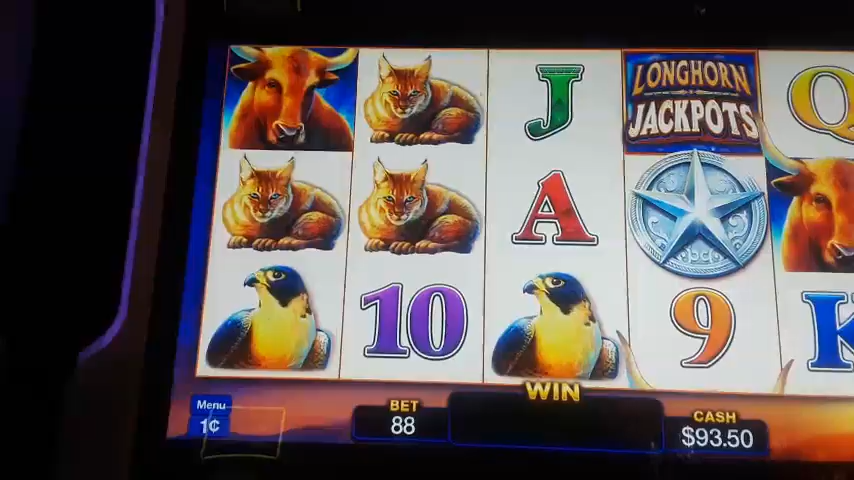 J
LONGHORN
JACKPOTS
Q
A
10
9
K
WIN
Menu
1¢
BET
88
CASH
$93.50